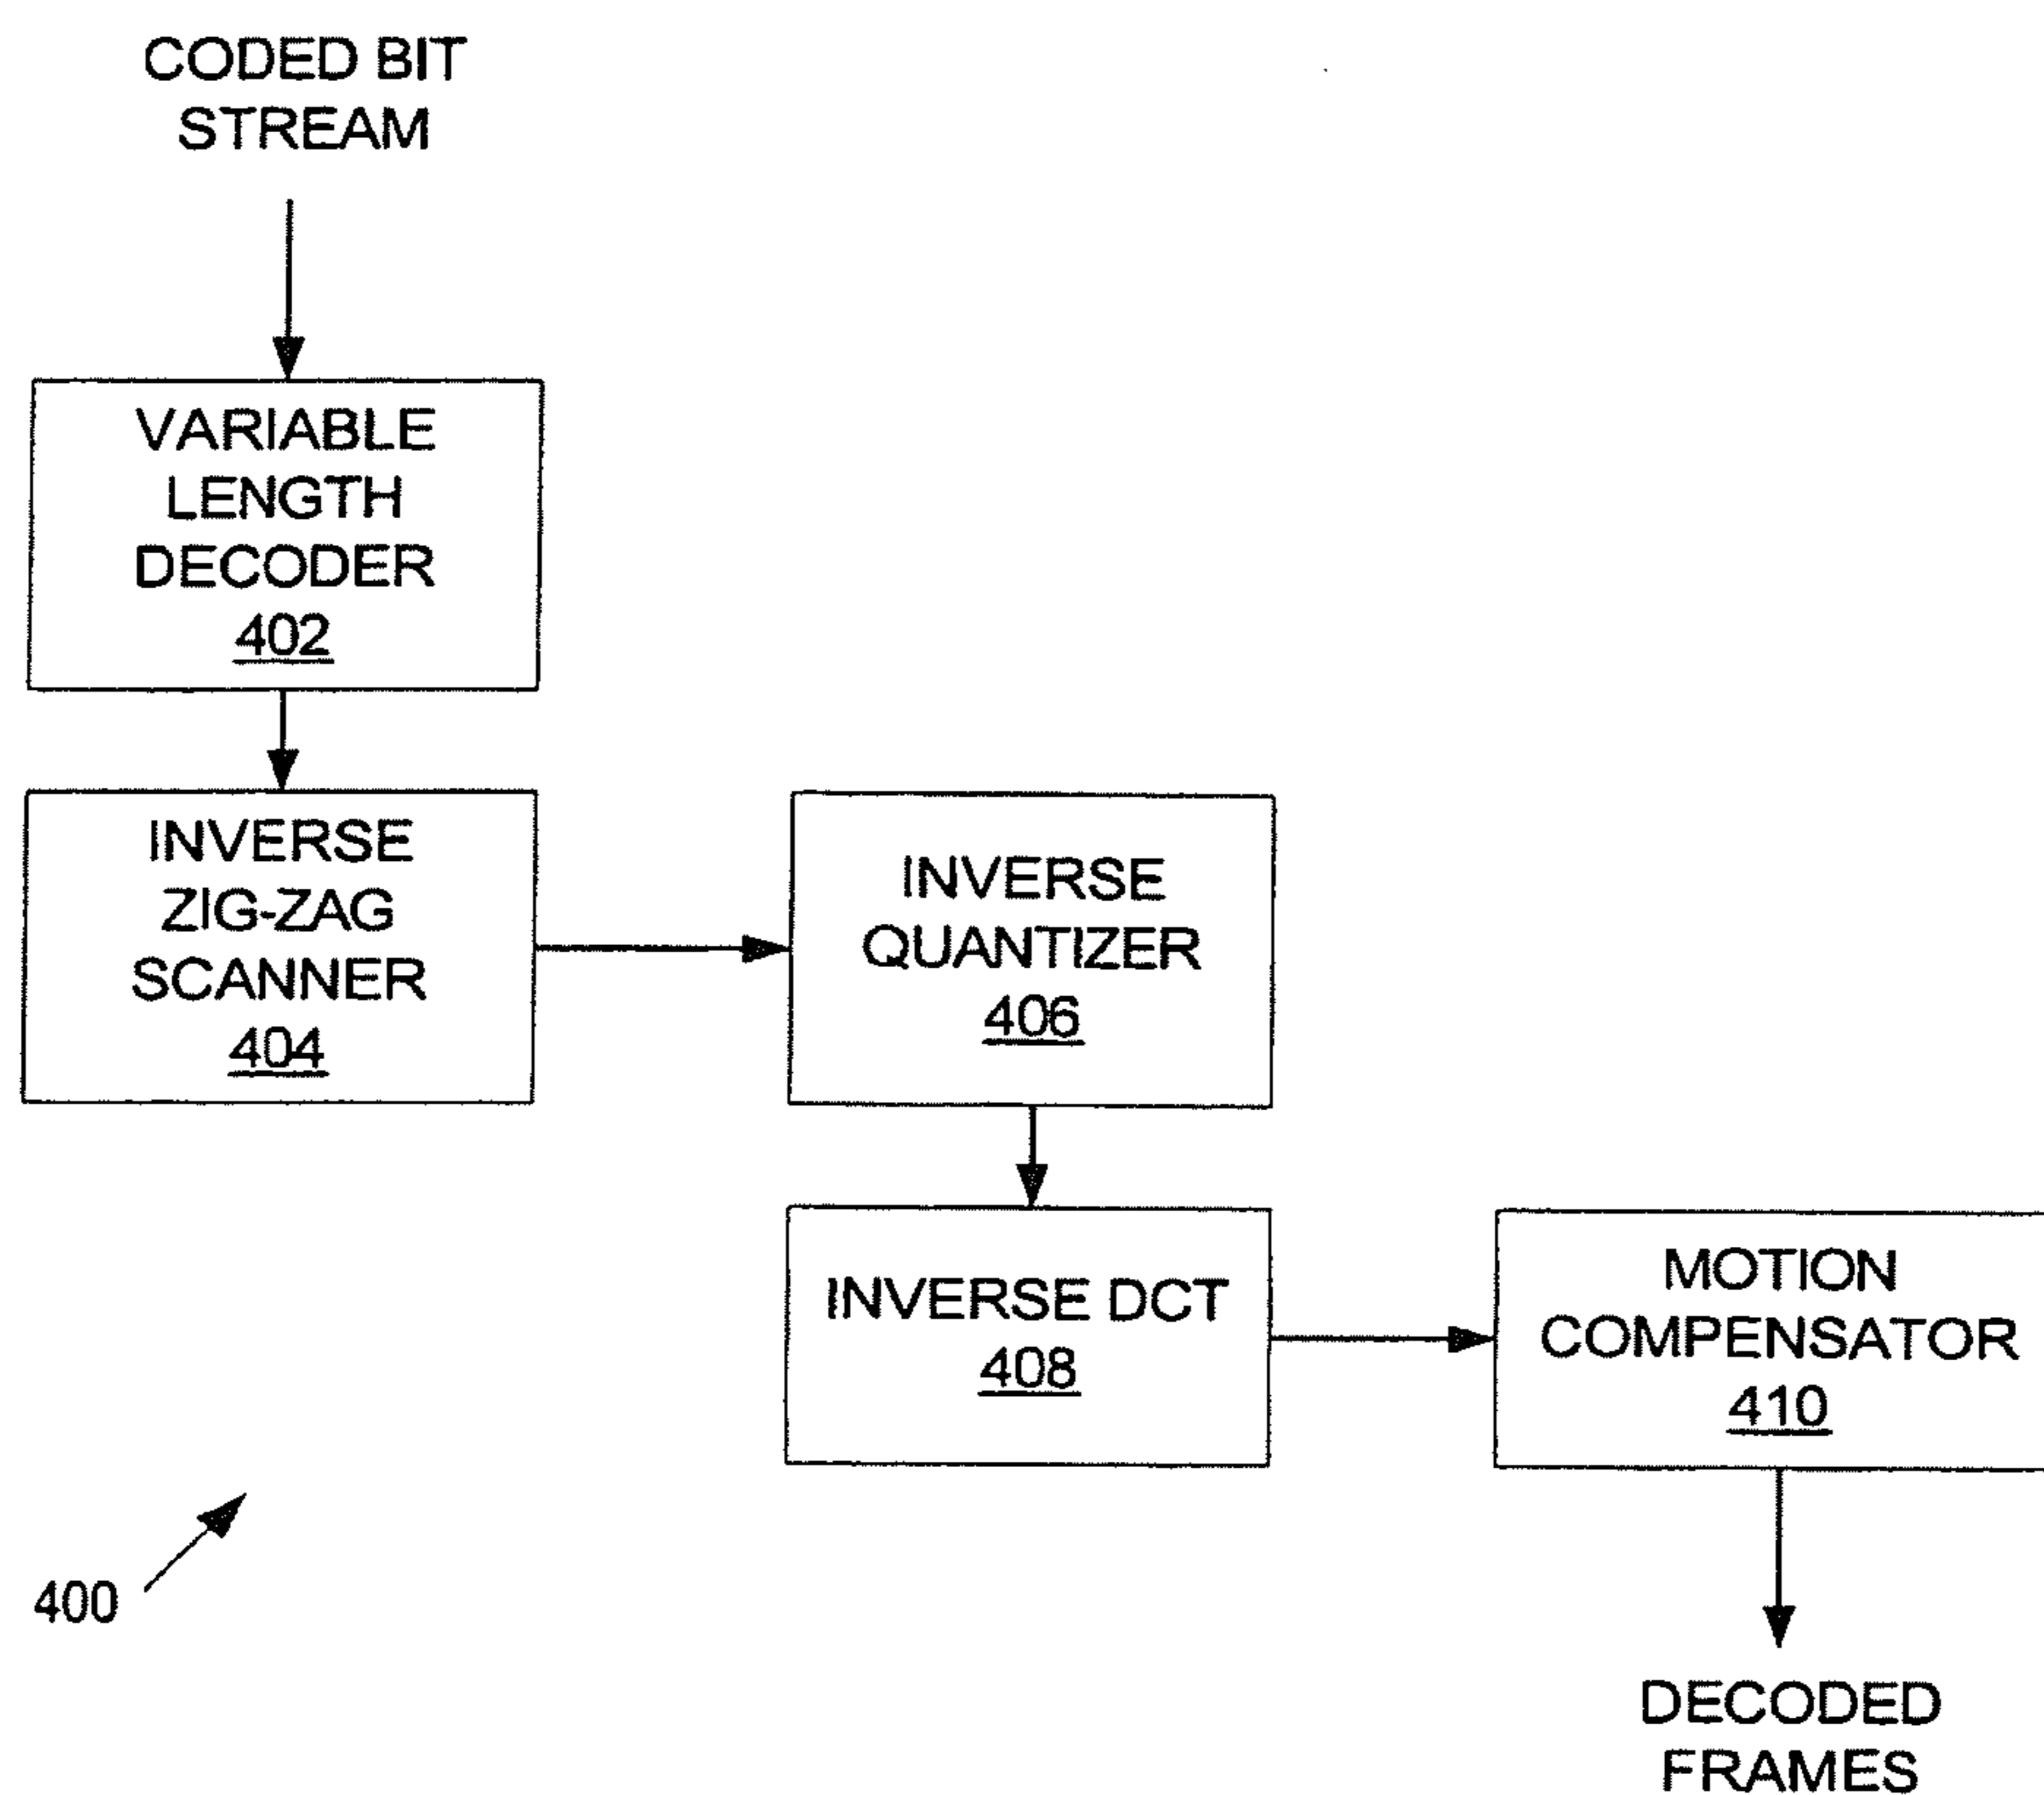 CODED BIT
STREAM
VARIABLE
LENGTH
DECODER
402
INVERSE
ZIG-ZAG
SCANNER
404
INVERSE
QUANTIZER
406
INVERSE DCT
408
MOTION
COMPENSATOR
410
400
DECODED
FRAMES